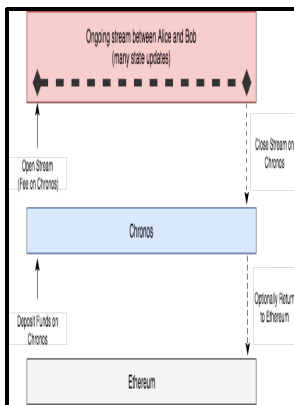 Ongoing stream between Alice and Bob
(many state updates)
Open Stream
(Fee on Chronos)
Close Stream on
Chronos
Chronos
Deposit Funds on
Chronos
Optionally Return
to Ethereum
Ethereum